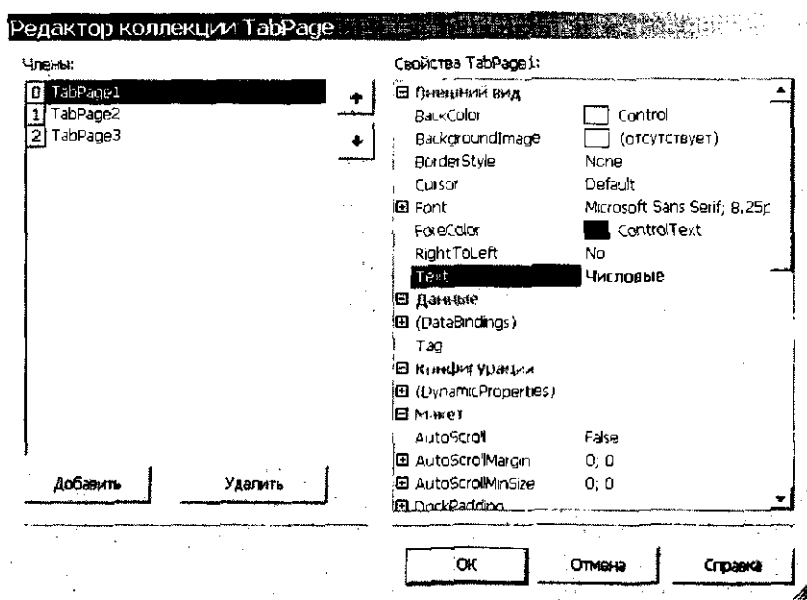 Редактор коллекции TabPage
Члены:
0 TabPage1
1 TabPage2
2 TabPage3
Добавить
Удалить
Свойства TabPage1:
Внешний вид
BackColor Control
BackgroundImage (отсутствует)
BorderStyle None
Cursor Default
Font Microsoft Sans Serif; 8,25p
ForeColor ControlText
RightToLeft No
Text Числовые
Данные
(DataBindings)
Tag
Конфигурации
(DynamicProperties)
Макет
AutoScroll False
AutoScrollMargin 0; 0
AutoScrollMinSize 0; 0
DockPadding
OK
Отмена
Справка